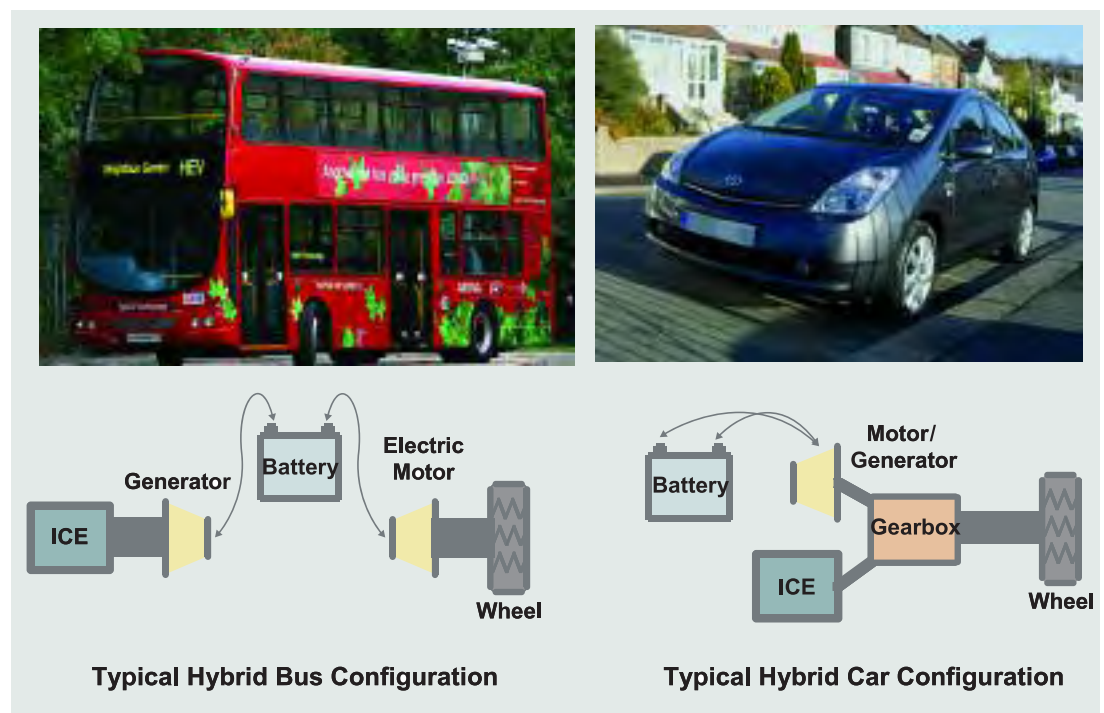 HEV
Battery
Electric
Motor
Generator
ICE
Wheel
Typical Hybrid Bus Configuration
Motor/
Generator
Battery
Gearbox
ICE
Wheel
Typical Hybrid Car Configuration